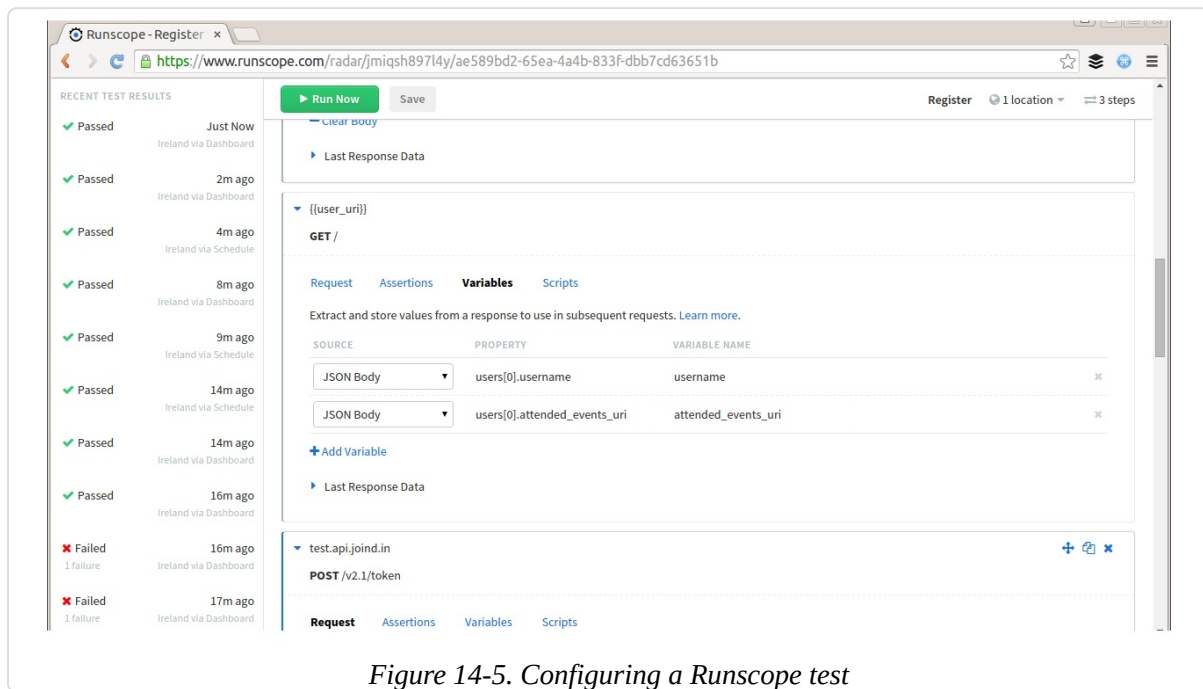 Runscope - Register ×
https://www.runscope.com/radar/jmiqsh897l4y/ae589bd2-65ea-4a4b-833f-dbb7cd63651b
RECENT TEST RESULTS
Passed Just Now
Ireland via Dashboard
Passed 2m ago
Ireland via Dashboard
Passed 4m ago
Ireland via Schedule
Passed 8m ago
Ireland via Dashboard
Passed 9m ago
Ireland via Schedule
Passed 14m ago
Ireland via Schedule
Passed 14m ago
Ireland via Dashboard
Passed 16m ago
Ireland via Dashboard
Failed 16m ago
1 failure Ireland via Dashboard
Failed 17m ago
1 failure Ireland via Dashboard
Run Now Save Register 1 location 3 steps
Clear Body
Last Response Data
{{user_uri}}
GET /
Request Assertions Variables Scripts
Extract and store values from a response to use in subsequent requests. Learn more.
SOURCE PROPERTY VARIABLE NAME
JSON Body users[0].username username
JSON Body users[0].attended_events_uri attended_events_uri
+ Add Variable
Last Response Data
test.api.joind.in
POST /v2.1/token
Request Assertions Variables Scripts
Figure 14-5. Configuring a Runscope test